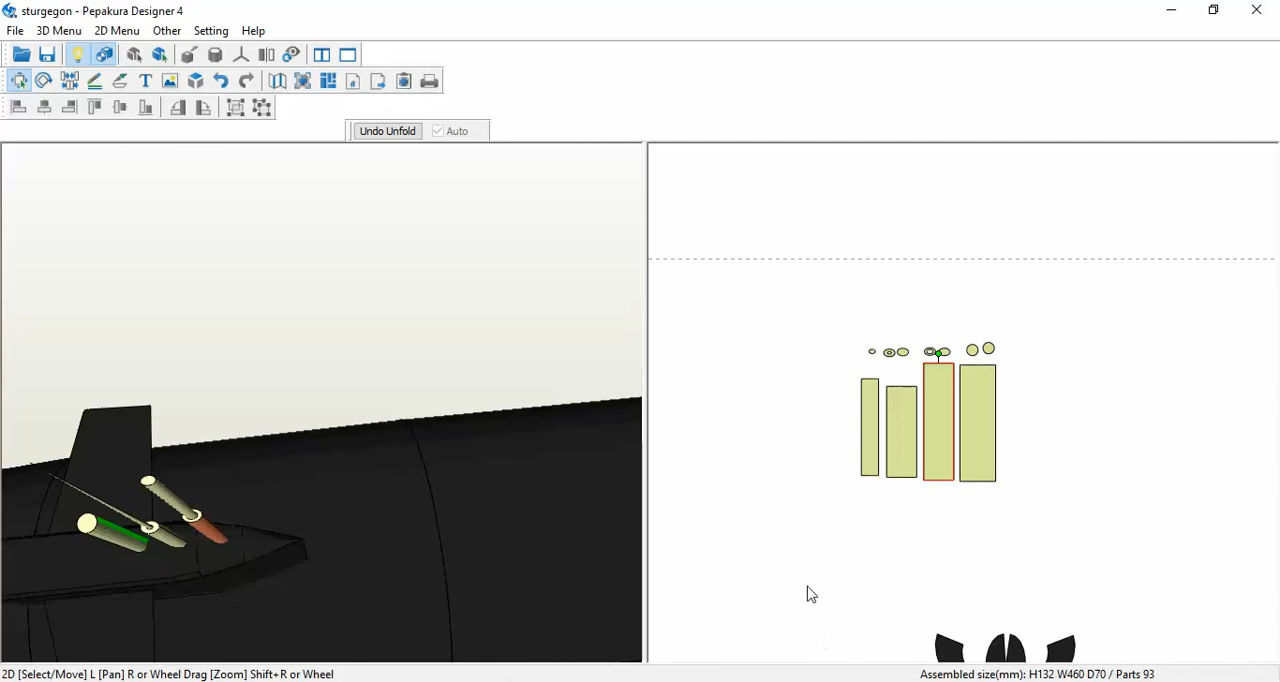 sturgegon - Pepakura Designer 4
File 3D Menu 2D Menu Other Setting Help
Undo Unfold Auto
2D [Select/Move] L [Pan] R or Wheel Drag [Zoom] Shift+R or Wheel Assembled size(mm): H132 W460 D70 / Parts 93